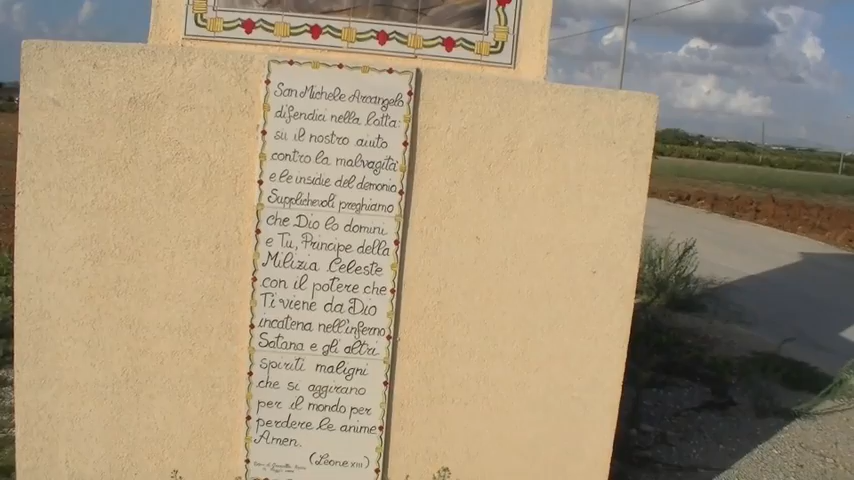 San Michele Arcangelo
difendici nella lotta:
su il nostro aiuto
contro la malvagità
e le insidie del demonio
Supplichevoli preghiamo
che Dio lo domini
e Tu, Principe della
Milizia Celeste
con il potere che
Ti viene da Dio
incatena nell'inferno
Satana e gli altri
spiriti maligni
che si aggirano
per il mondo per
perdere le anime
Amen.
(Leone XIII)